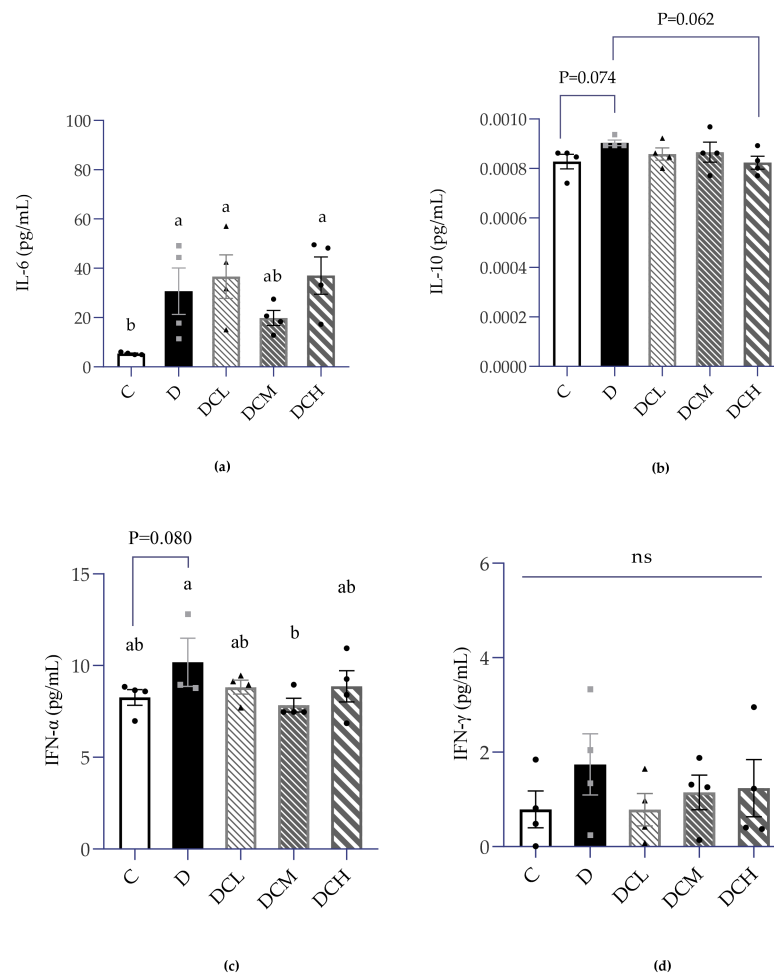 P=0.062
P=0.074
100
80
60
40
20
0
IL-6 (pg/mL)
b
a
a
ab
a
C
D
DCL
DCM
DCH
(a)
0.0010
0.0008
0.0006
0.0004
0.0002
0.0000
IL-10 (pg/mL)
C
D
DCL
DCM
DCH
(b)
P=0.080
15
10
5
0
IFN-α (pg/mL)
ab
a
ab
b
ab
C
D
DCL
DCM
DCH
(c)
6
4
2
0
IFN-γ (pg/mL)
ns
C
D
DCL
DCM
DCH
(d)